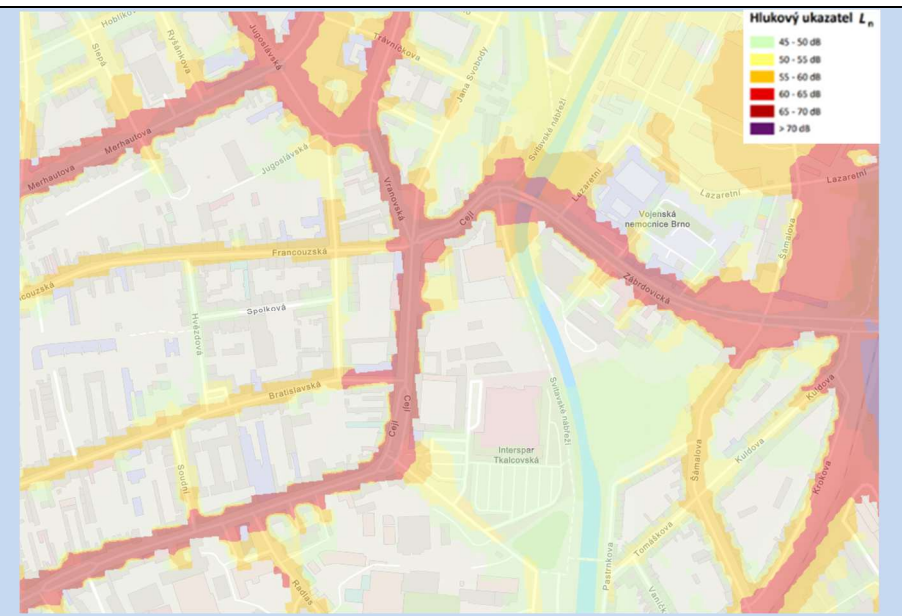 Hlukový ukazatel Ln
45 - 50 dB
50 - 55 dB
55 - 60 dB
60 - 65 dB
65 - 70 dB
> 70 dB
Hoblíkova
Slepá
Ryšánkova
Jugoslávská
Trávníčkova
Jana Svobody
Svitavské nábřeží
Merhautova
Merhautova
Jugoslávská
Vranovská
Cejl
Lazaretní
Lazaretní
Lazaretní
Vojenská
nemocnice Brno
Šámalova
Francouzská
couzská
Zábrdovická
Spolková
Hvězdová
Bratislavská
Cejl
Cejl
Svitavské nábřeží
Interspar
Tkalcovská
Kuldova
Kuldova
Šámalova
Krokova
Soudní
Tomáškova
Pastrnkova
Radlas